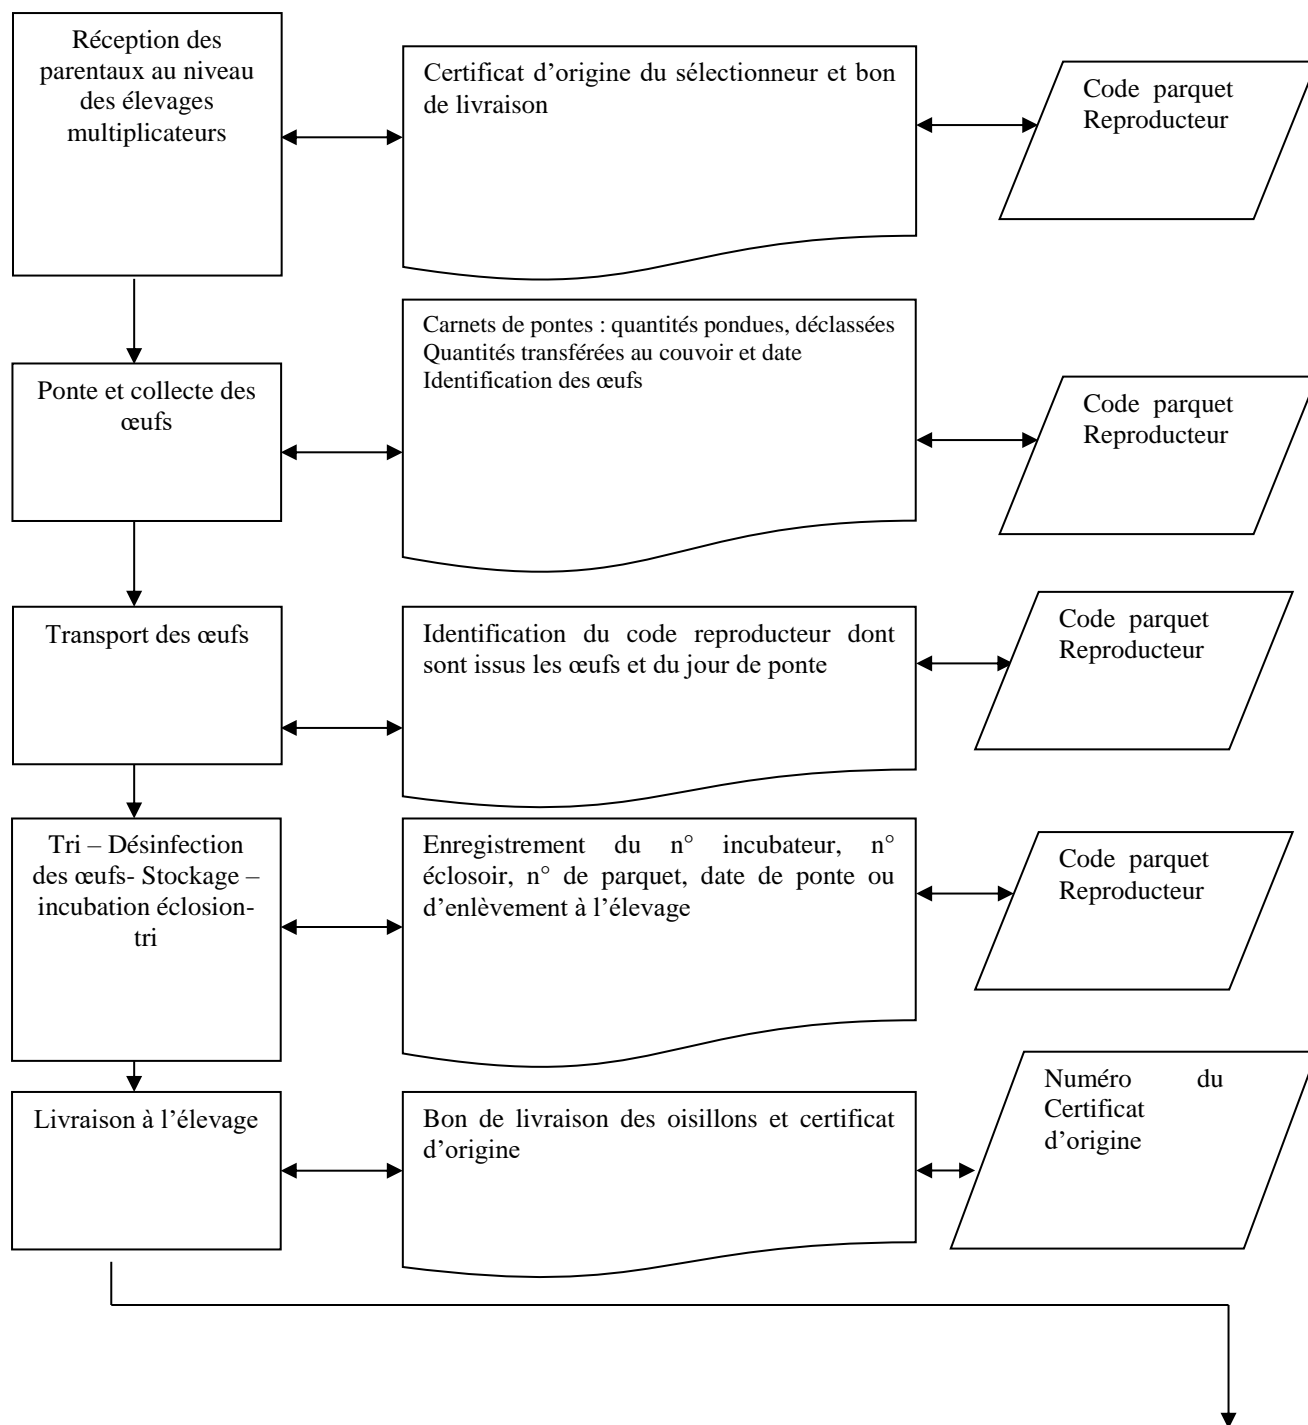 Réception des
parentaux au niveau
des élevages
multiplicateurs
Certificat d’origine du sélectionneur et bon
de livraison
Code parquet
Reproducteur
Ponte et collecte des
œufs
Carnets de pontes : quantités pondues, déclassées
Quantités transférées au couvoir et date
Identification des œufs
Code parquet
Reproducteur
Transport des œufs
Identification du code reproducteur dont
sont issus les œufs et du jour de ponte
Code parquet
Reproducteur
Tri – Désinfection
des œufs- Stockage –
incubation éclosion-
tri
Enregistrement du n° incubateur, n°
éclosoir, n° de parquet, date de ponte ou
d’enlèvement à l’élevage
Code parquet
Reproducteur
Livraison à l’élevage
Bon de livraison des oisillons et certificat
d’origine
Numéro du
Certificat
d’origine